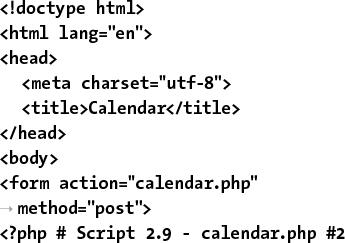 <!doctype html>
<html lang="en">
<head>
<meta charset="utf-8">
<title>Calendar</title>
</head>
<body>
<form action="calendar.php"
→ method="post">
<?php # Script 2.9 - calendar.php #2